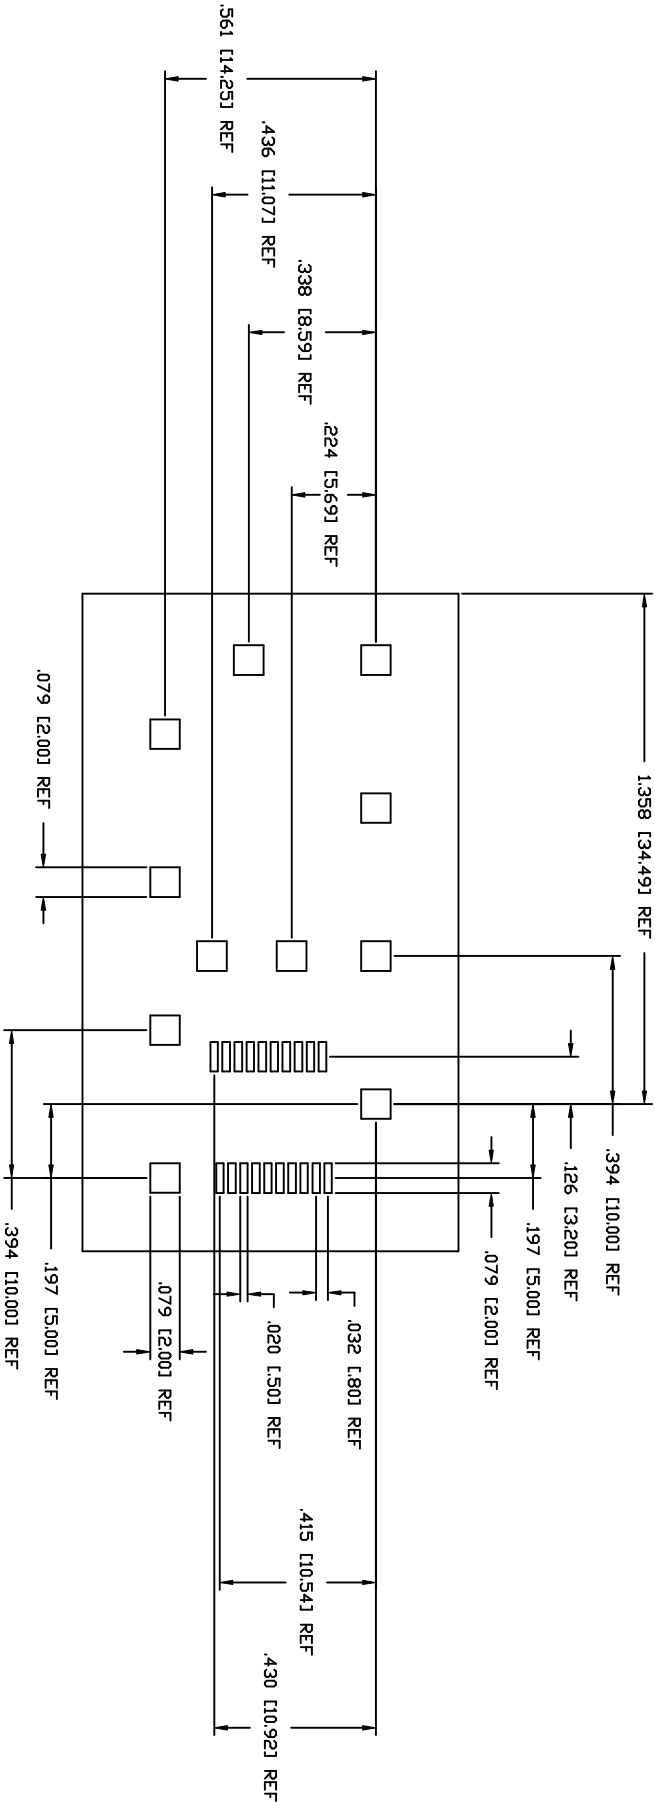 .561 [14.25] REF
.436 [11.07] REF
.338 [8.59] REF
.224 [5.69] REF
1.358 [34.49] REF
.079 [2.00] REF
.394 [10.00] REF
.126 [3.20] REF
.197 [5.00] REF
.079 [2.00] REF
.032 [.80] REF
.020 [.50] REF
.079 [2.00] REF
.197 [5.00] REF
.394 [10.00] REF
.415 [10.54] REF
.430 [10.92] REF